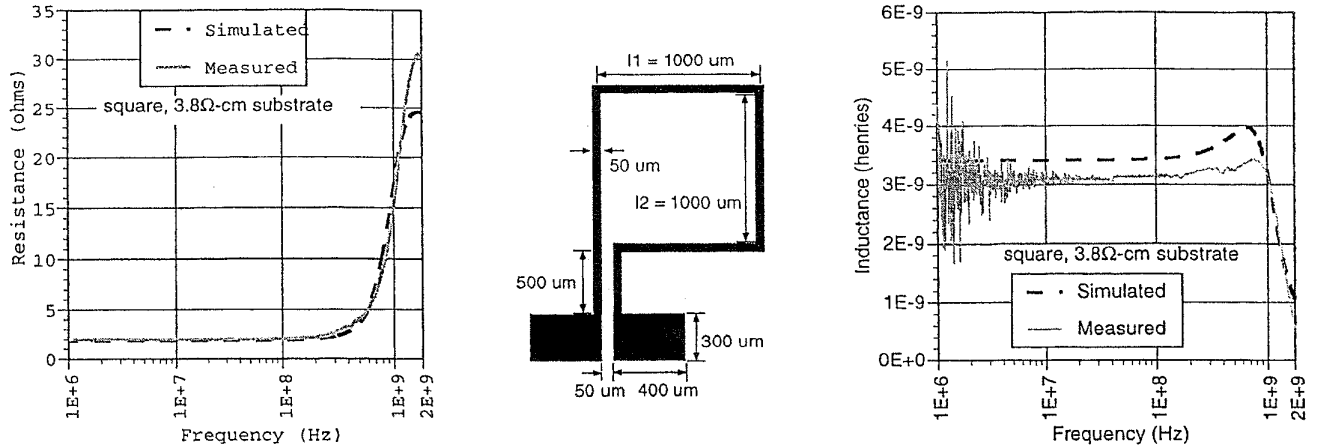 35
30
25
20
15
10
5
0
Resistance (ohms)
Simulated
Measured
square, 3.8Ω-cm substrate
1E+6
1E+7
1E+8
1E+9
2E+9
Frequency (Hz)
l1 = 1000 um
50 um
l2 = 1000 um
500 um
300 um
50 um
400 um
6E-9
5E-9
4E-9
3E-9
2E-9
1E-9
0E+0
Inductance (henries)
square, 3.8Ω-cm substrate
Simulated
Measured
1E+6
1E+7
1E+8
1E+9
2E+9
Frequency (Hz)